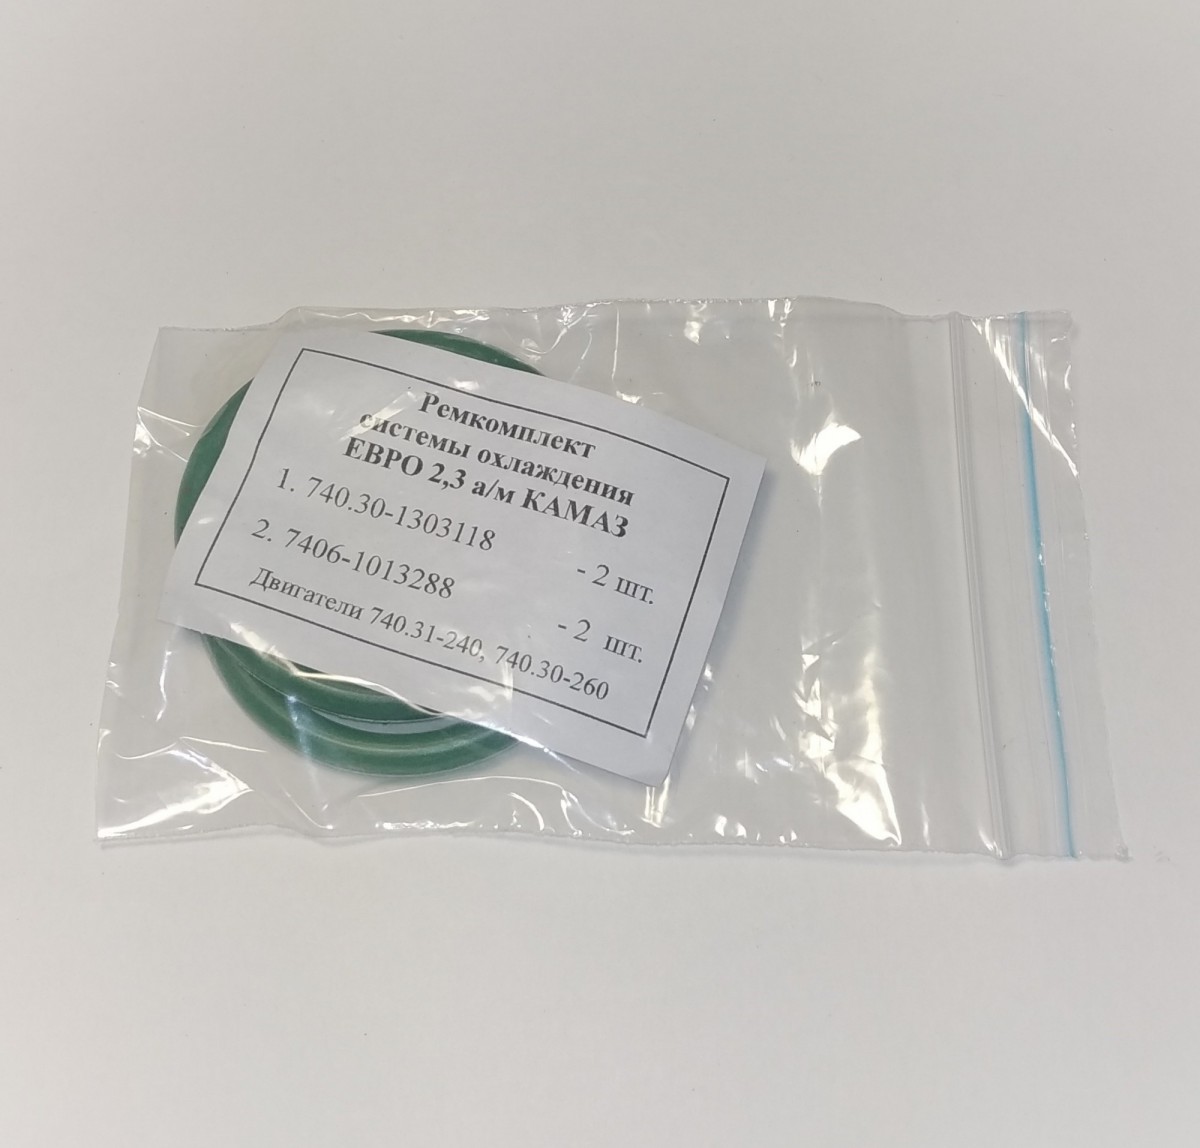 Ремкомплект
системы охлаждения
ЕВРО 2,3 а/м КАМАЗ
1. 740.30-1303118 - 2 шт.
2. 7406-1013288 - 2 шт.
Двигатели 740.31-240, 740.30-260